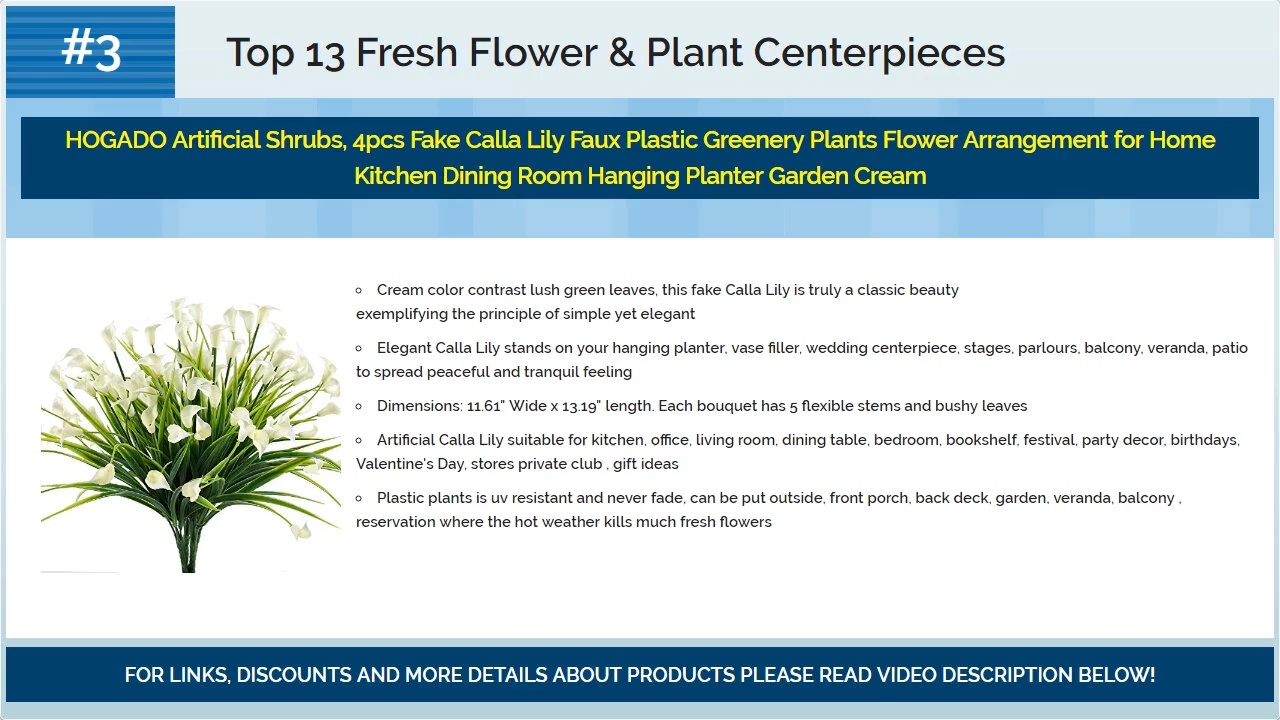 #3
Top 13 Fresh Flower & Plant Centerpieces
HOGADO Artificial Shrubs, 4pcs Fake Calla Lily Faux Plastic Greenery Plants Flower Arrangement for Home
Kitchen Dining Room Hanging Planter Garden Cream
Cream color contrast lush green leaves, this fake Calla Lily is truly a classic beauty
exemplifying the principle of simple yet elegant
Elegant Calla Lily stands on your hanging planter, vase filler, wedding centerpiece, stages, parlours, balcony, veranda, patio
to spread peaceful and tranquil feeling
Dimensions: 11.61" Wide x 13.19" length. Each bouquet has 5 flexible stems and bushy leaves
Artificial Calla Lily suitable for kitchen, office, living room, dining table, bedroom, bookshelf, festival, party decor, birthdays,
Valentine's Day, stores private club , gift ideas
Plastic plants is uv resistant and never fade, can be put outside, front porch, back deck, garden, veranda, balcony ,
reservation where the hot weather kills much fresh flowers
FOR LINKS, DISCOUNTS AND MORE DETAILS ABOUT PRODUCTS PLEASE READ VIDEO DESCRIPTION BELOW!